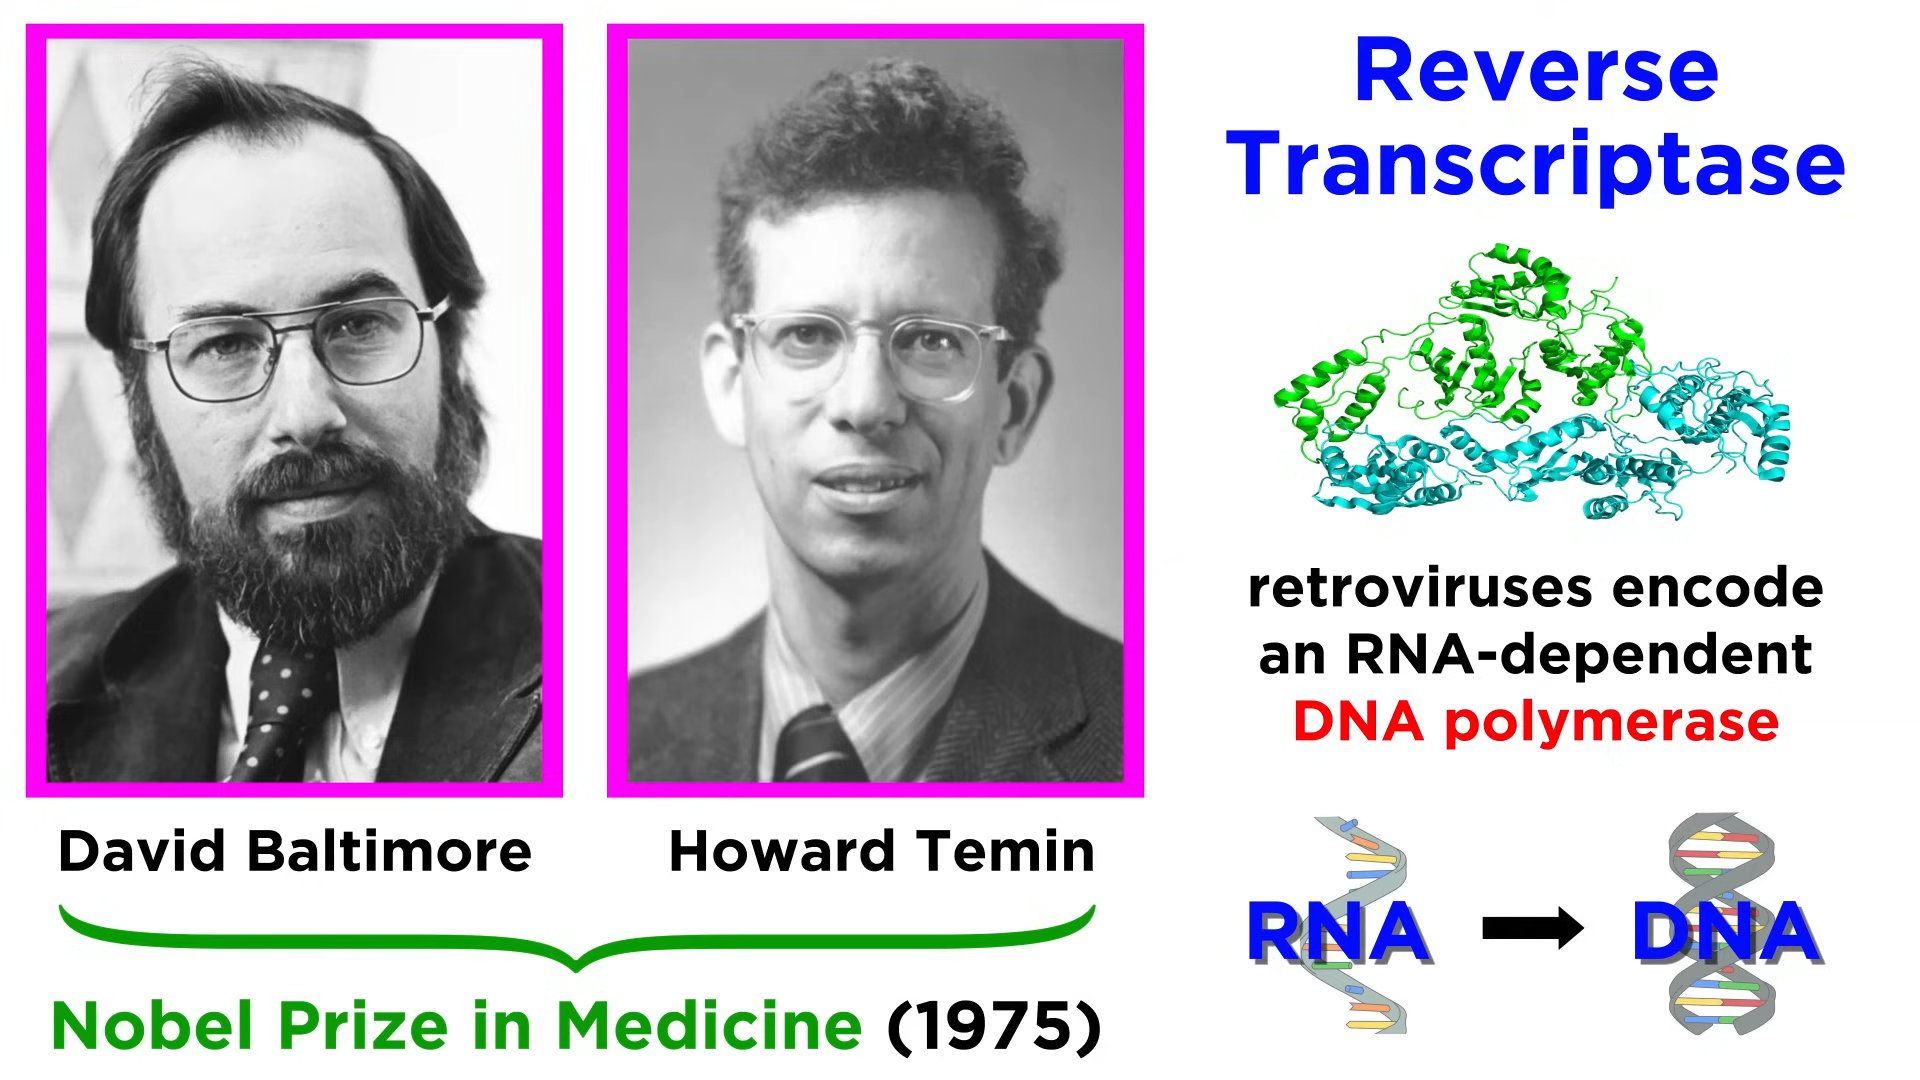 David Baltimore
Howard Temin
Nobel Prize in Medicine (1975)
Reverse
Transcriptase
retroviruses encode
an RNA-dependent
DNA polymerase
RNA
DNA